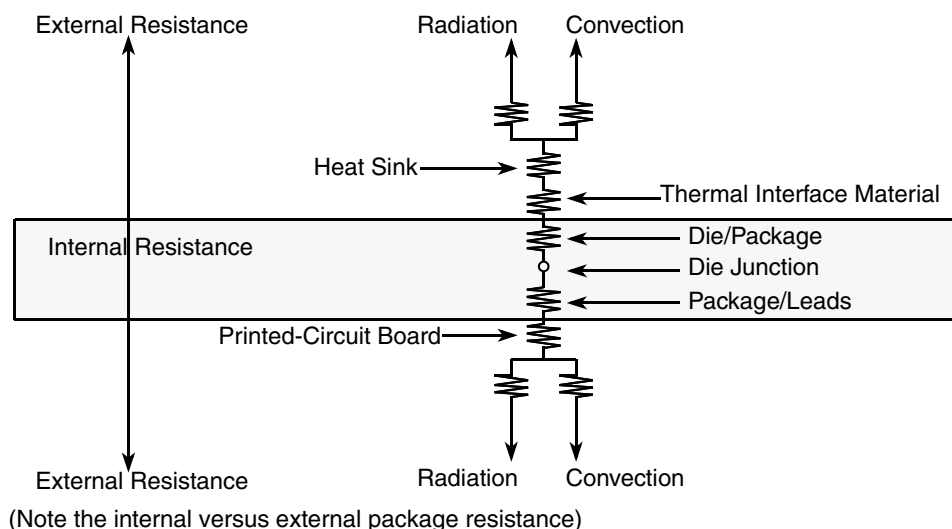 External Resistance
Radiation
Convection
Heat Sink
Thermal Interface Material
Internal Resistance
Die/Package
Die Junction
Package/Leads
Printed-Circuit Board
External Resistance
Radiation
Convection
(Note the internal versus external package resistance)